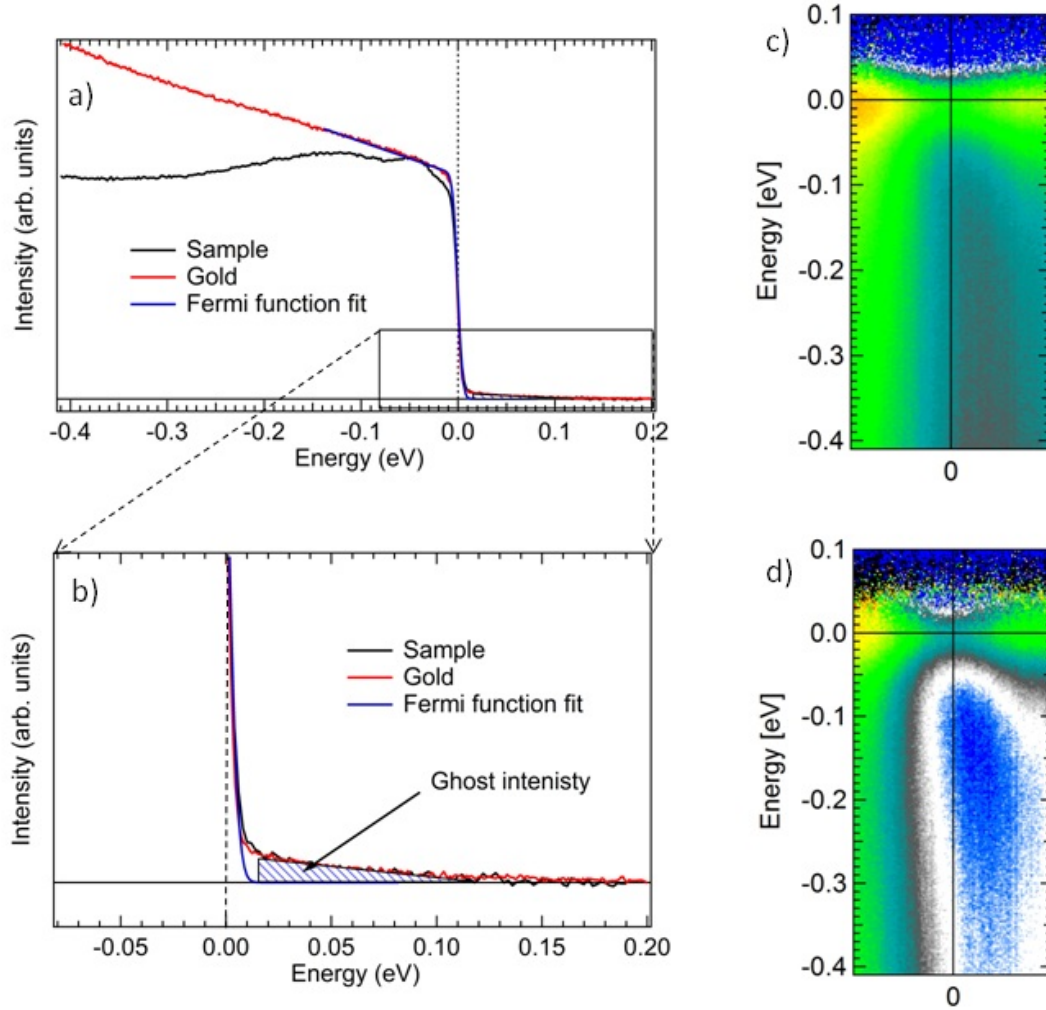 a)
Intensity (arb. units)
Sample
Gold
Fermi function fit
-0.4 -0.3 -0.2 -0.1 0.0 0.1 0.2
Energy (eV)
b)
Intensity (arb. units)
Sample
Gold
Fermi function fit
Ghost intenisty
-0.05 0.00 0.05 0.10 0.15 0.20
Energy (eV)
c)
Energy [eV]
0.1
0.0
-0.1
-0.2
-0.3
-0.4
0
d)
Energy [eV]
0.1
0.0
-0.1
-0.2
-0.3
-0.4
0